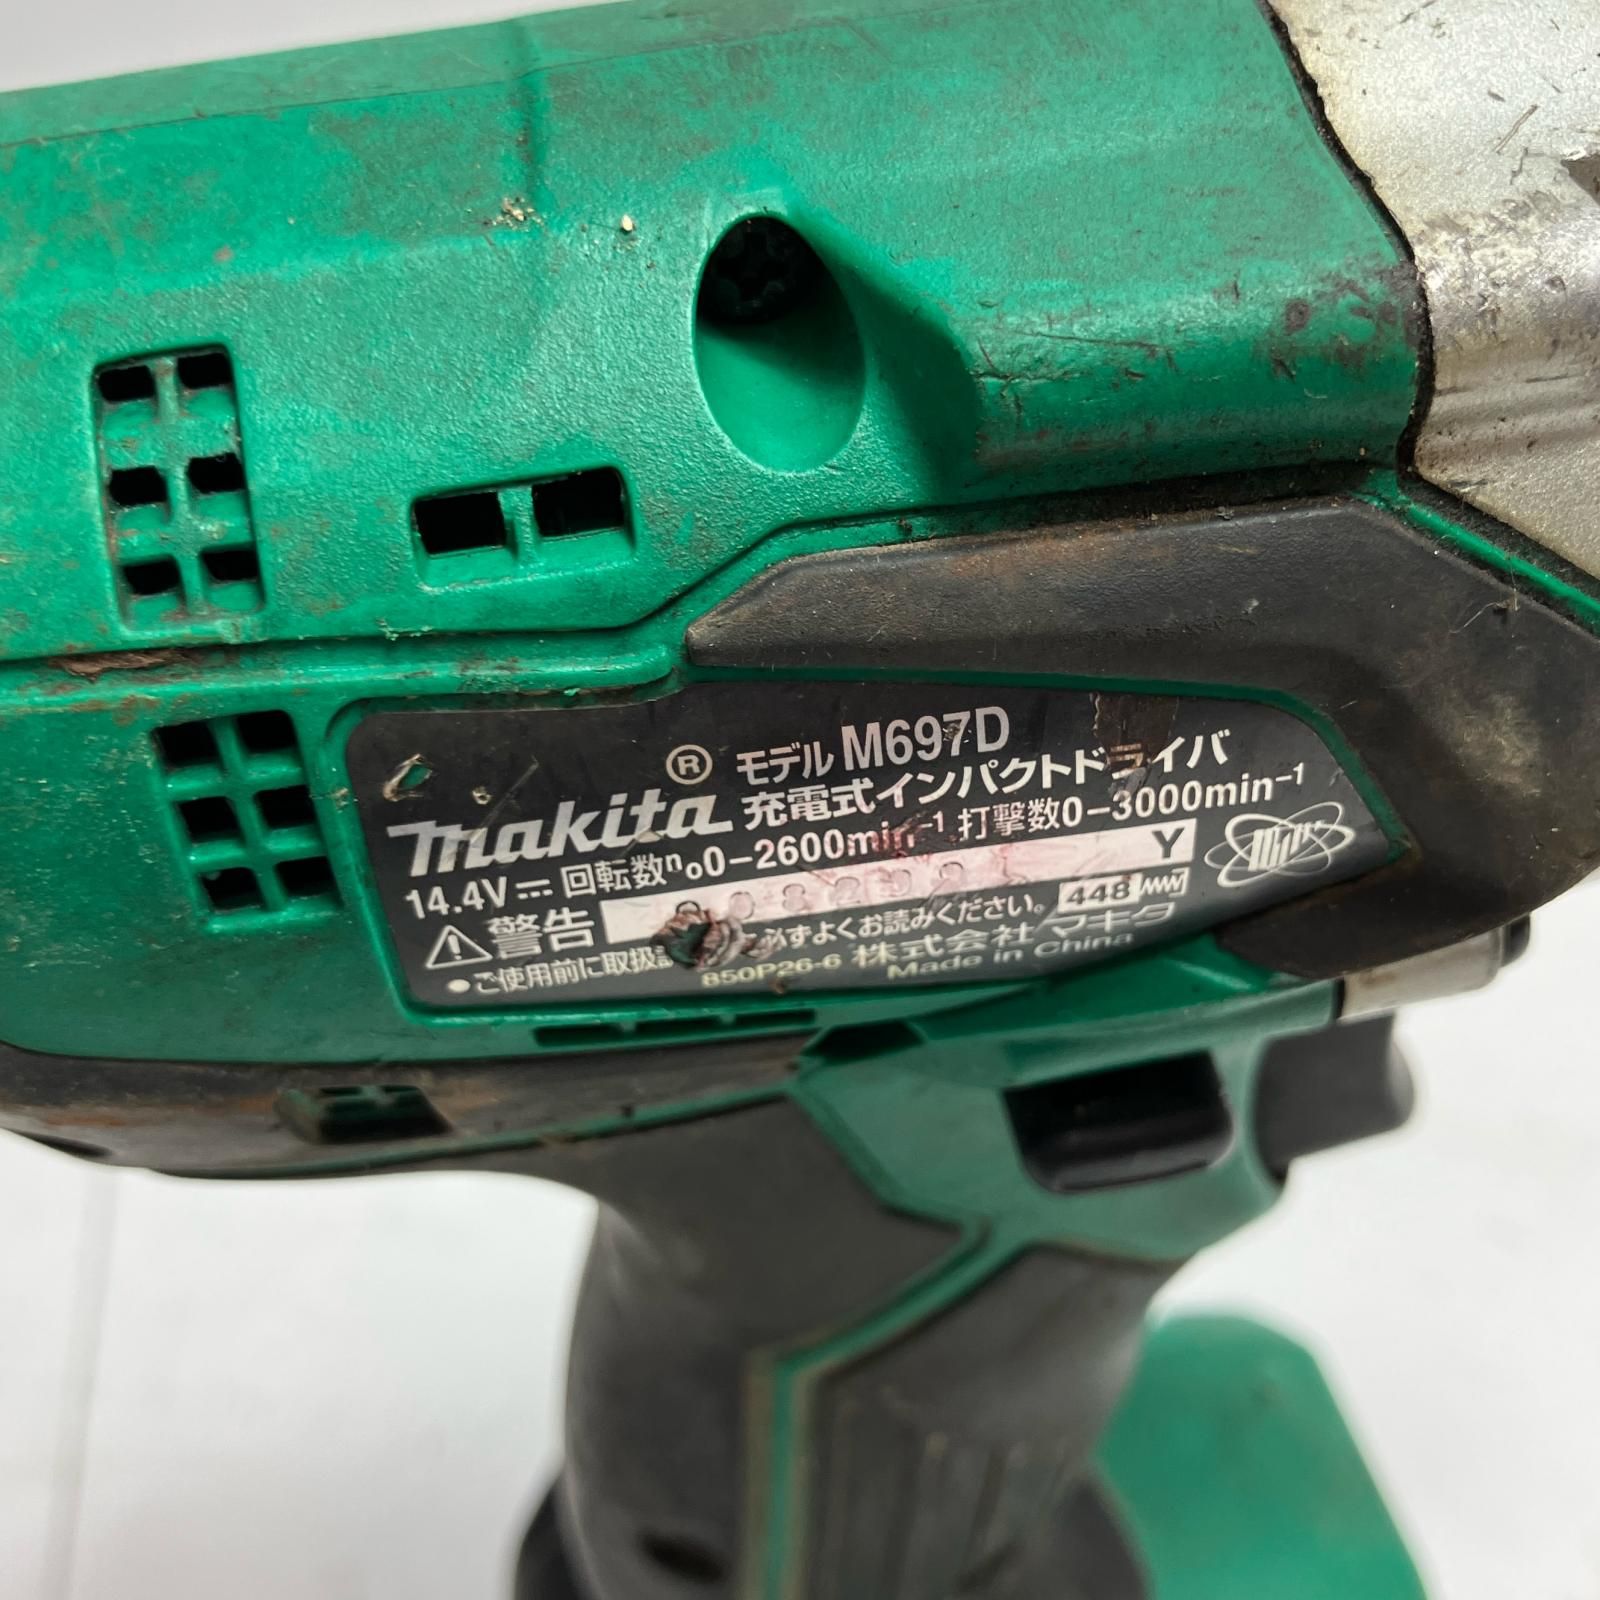 ® モデル M697D
makita 充電式インパクトドライバ
14.4V 回転数n₀0-2600min⁻¹ 打撃数0-3000min⁻¹
警告 Y
•ご使用前に取扱 必ずよくお読みください。 448
850P26-6 株式会社 マキタ
Made in China